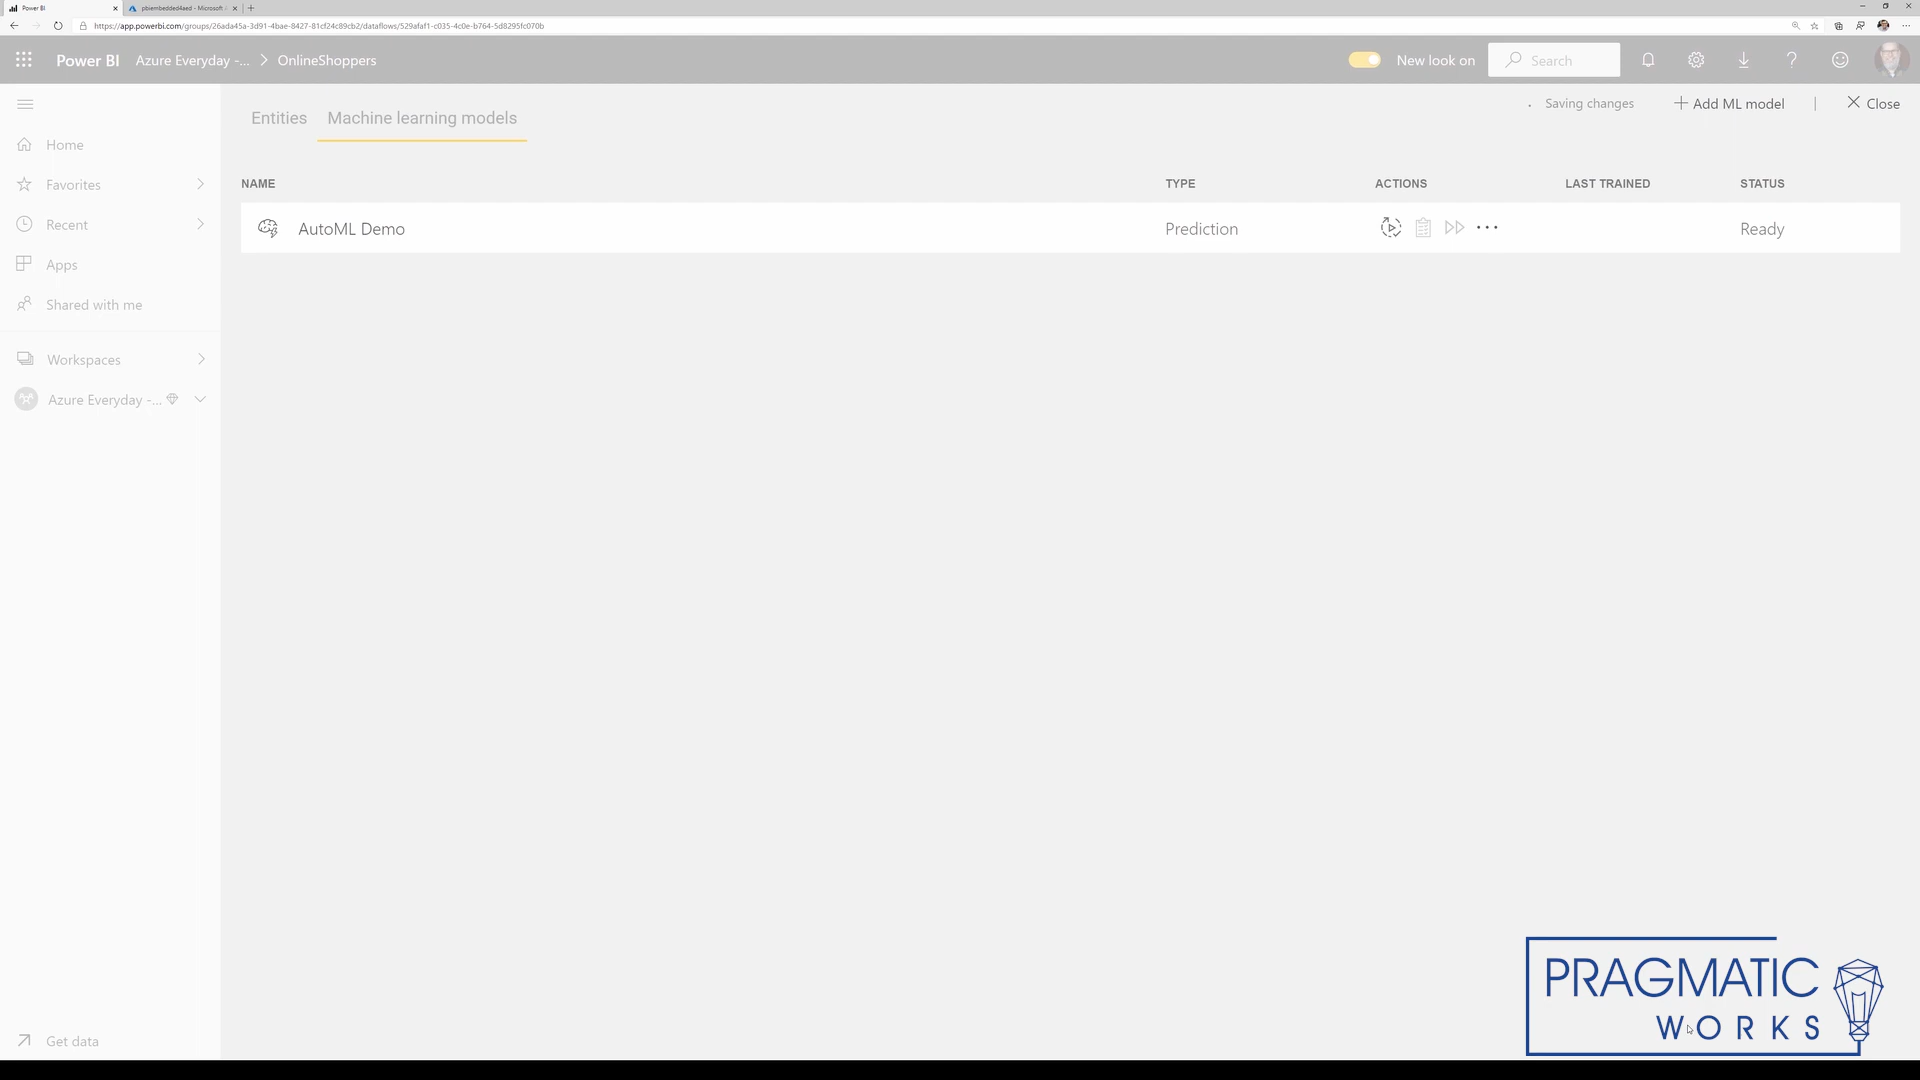 Power BI
pbiembedded4aed - Microsoft
https://app.powerbi.com/groups/26ada45a-3d91-4bae-8427-81cf24c89cb2/dataflows/529afaf1-c035-4c0e-b764-5d8295fc070b
Power BI
Azure Everyday -...
OnlineShoppers
New look on
Search
Entities
Machine learning models
Saving changes
Add ML model
Close
Home
Favorites
Recent
Apps
Shared with me
Workspaces
Azure Everyday -...
Get data
NAME TYPE ACTIONS LAST TRAINED STATUS
AutoML Demo Prediction Ready
PRAGMATIC
WORKS